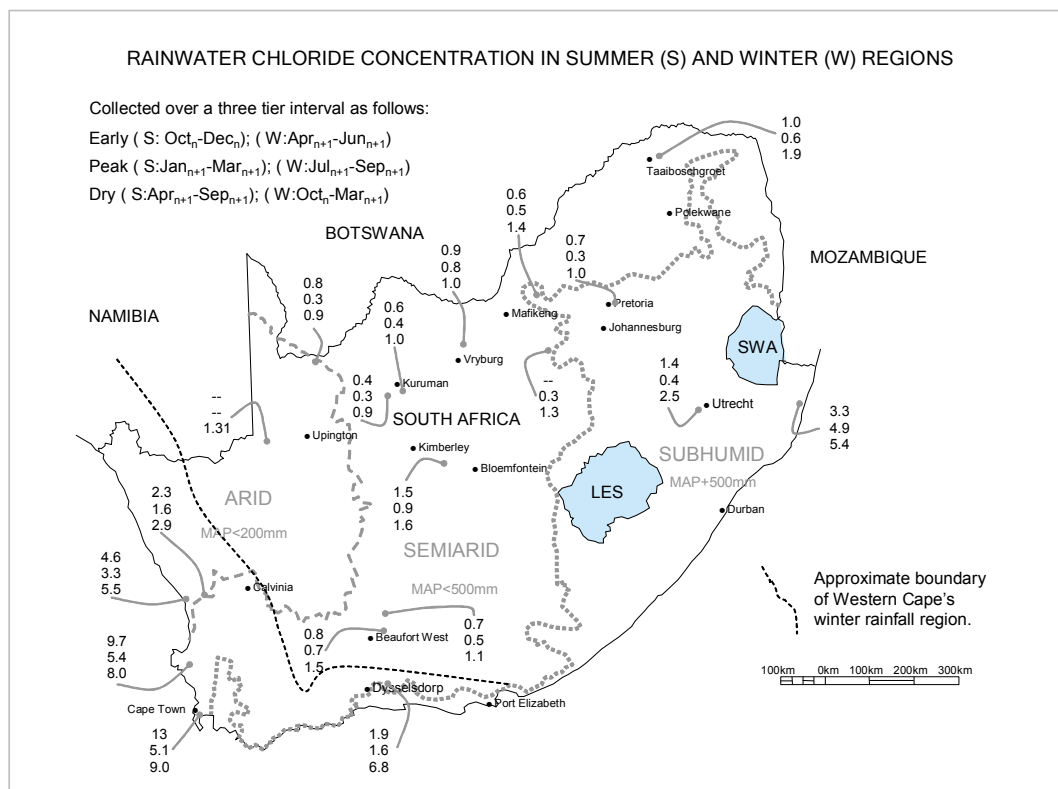 RAINWATER CHLORIDE CONCENTRATION IN SUMMER (S) AND WINTER (W) REGIONS
Collected over a three tier interval as follows:
Early ( S: Octₙ-Decₙ); ( W:Aprₙ₊₁-Junₙ₊₁)
Peak ( S:Janₙ₊₁-Marₙ₊₁); ( W:Julₙ₊₁-Sepₙ₊₁)
Dry ( S:Aprₙ₊₁-Sepₙ₊₁); ( W:Octₙ-Marₙ₊₁)
1.0
0.6
1.9
Taaiboschgroet
Polekwane
0.6
0.5
1.4
BOTSWANA
0.7
0.3
1.0
MOZAMBIQUE
0.9
0.8
1.0
0.8
0.3
0.9
NAMIBIA
0.6
0.4
1.0
Mafikeng
Pretoria
Johannesburg
SWA
Vryburg
0.4
0.3
0.9
Kuruman
--
0.3
1.3
1.4
0.4
2.5
Utrecht
--
--
1.31
SOUTH AFRICA
3.3
4.9
5.4
Upington
Kimberley
Bloemfontein
SUBHUMID
MAP+500mm
LES
Durban
2.3
1.6
2.9
ARID
MAP<200mm
1.5
0.9
1.6
SEMIARID
MAP<500mm
4.6
3.3
5.5
Calvinia
Approximate boundary
of Western Cape's
winter rainfall region.
0.8
0.7
1.5
Beaufort West
0.7
0.5
1.1
9.7
5.4
8.0
100km 0km 100km 200km 300km
Dysselsdorp
Port Elizabeth
Cape Town
13
5.1
9.0
1.9
1.6
6.8